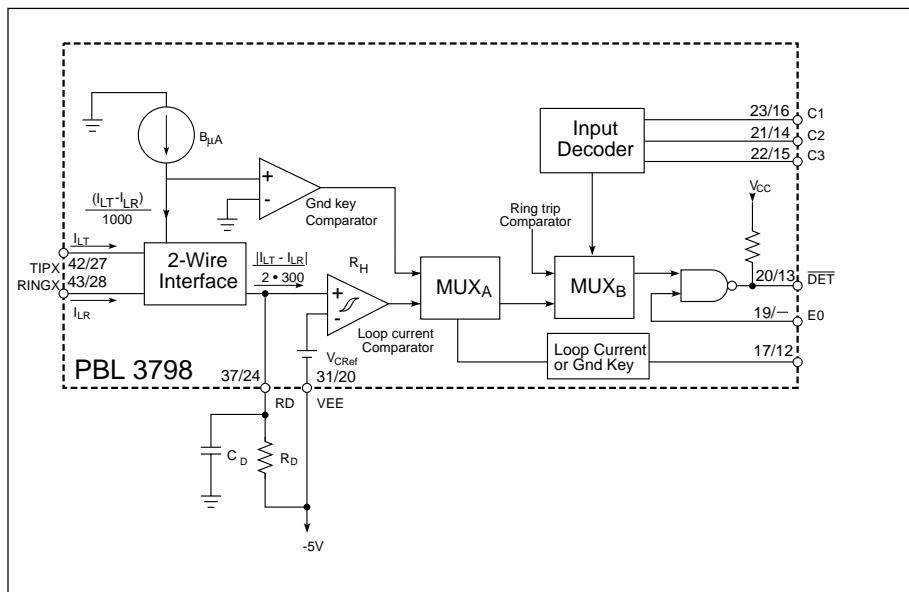 23/16 C1
21/14 C2
22/15 C3
Input
Decoder
BμA
+
-
Gnd key
Comparator
Ring trip
Comparator
VCC
(ILT-ILR)
1000
ILT
TIPX 42/27
RINGX 43/28
ILR
2-Wire
Interface
|ILT - ILR|
2 • 300
RH
+
-
Loop current
Comparator
MUXA
MUXB
20/13 DET
19/— E0
Loop Current
or Gnd Key
17/12
VCRef
PBL 3798
37/24
31/20
RD
VEE
CD
RD
-5V